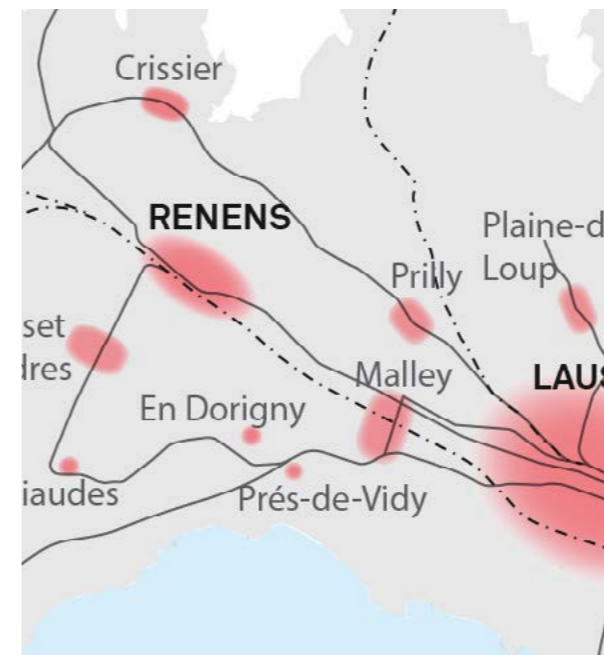 Crissier
RENENS
Plaine-d
Loup
Prilly
set
dres
Malley
LAUS
En Dorigny
iaudes
Prés-de-Vidy